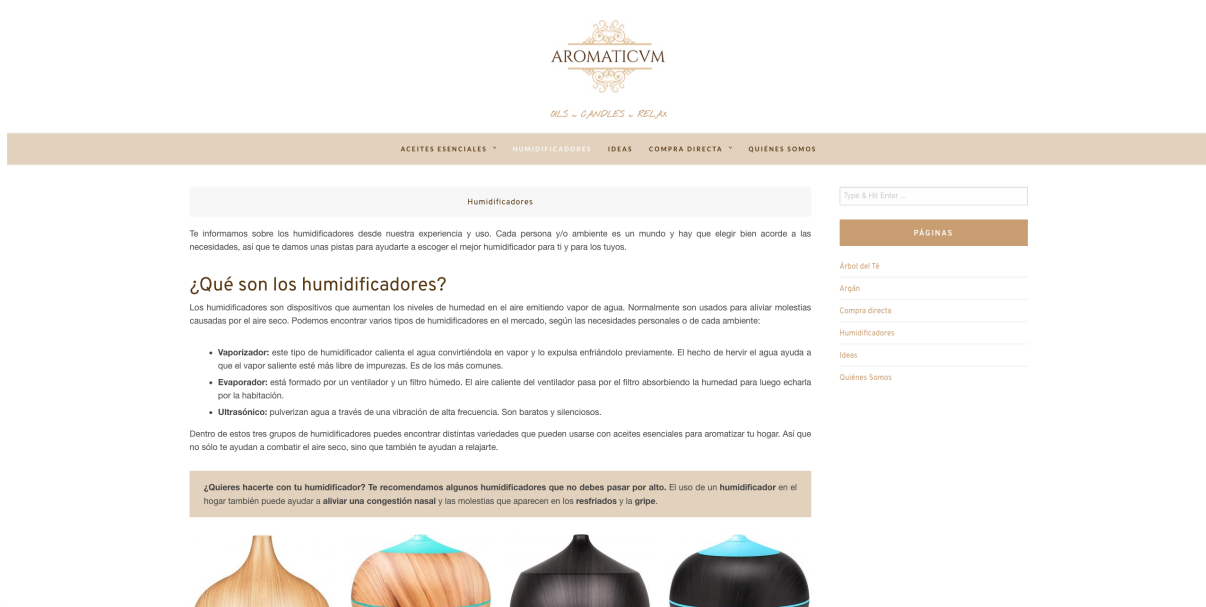 AROMATICVM
OILS ~ CANDLES ~ RELAX
ACEITES ESENCIALES HUMIDIFICADORES IDEAS COMPRA DIRECTA QUIÉNES SOMOS
Humidificadores
Te informamos sobre los humidificadores desde nuestra experiencia y uso. Cada persona y/o ambiente es un mundo y hay que elegir bien acorde a las
necesidades, así que te damos unas pistas para ayudarte a escoger el mejor humidificador para ti y para los tuyos.
¿Qué son los humidificadores?
Los humidificadores son dispositivos que aumentan los niveles de humedad en el aire emitiendo vapor de agua. Normalmente son usados para aliviar molestias
causadas por el aire seco. Podemos encontrar varios tipos de humidificadores en el mercado, según las necesidades personales o de cada ambiente:
• Vaporizador: este tipo de humidificador calienta el agua convirtiéndola en vapor y lo expulsa enfriándolo previamente. El hecho de hervir el agua ayuda a
que el vapor saliente esté más libre de impurezas. Es de los más comunes.
• Evaporador: está formado por un ventilador y un filtro húmedo. El aire caliente del ventilador pasa por el filtro absorbiendo la humedad para luego echarla
por la habitación.
• Ultrasónico: pulverizan agua a través de una vibración de alta frecuencia. Son baratos y silenciosos.
Dentro de estos tres grupos de humidificadores puedes encontrar distintas variedades que pueden usarse con aceites esenciales para aromatizar tu hogar. Así que
no sólo te ayudan a combatir el aire seco, sino que también te ayudan a relajarte.
¿Quieres hacerte con tu humidificador? Te recomendamos algunos humidificadores que no debes pasar por alto. El uso de un humidificador en el
hogar también puede ayudar a aliviar una congestión nasal y las molestias que aparecen en los resfriados y la gripe.
Type & Hit Enter ...
PÁGINAS
Árbol del Té
Argán
Compra directa
Humidificadores
Ideas
Quiénes Somos